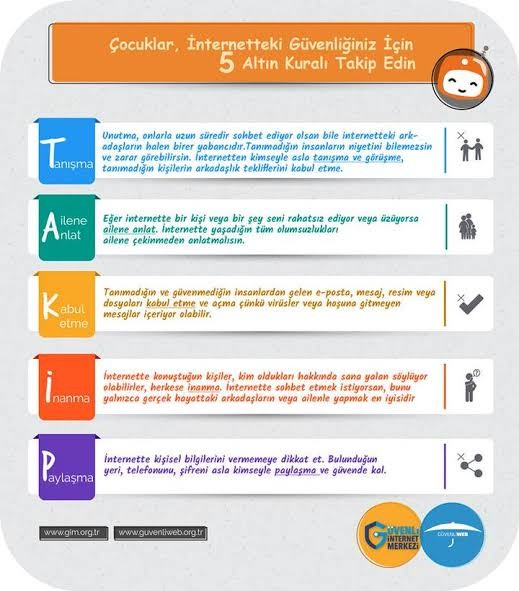 Çocuklar, İnternetteki Güvenliğiniz İçin
5 Altın Kuralı Takip Edin
Tanışma
Unutma, onlarla uzun süredir sohbet ediyor olsan bile internetteki ark-
adaşların halen birer yabancıdır.Tanımadığın insanların niyetini bilemezsin
ve zarar görebilirsin. İnternetten kimseyle asla tanışma ve görüşme,
tanımadığın kişilerin arkadaşlık tekliflerini kabul etme.
Ailene
Anlat
Eğer internette bir kişi veya bir şey seni rahatsız ediyor veya üzüyorsa
ailene anlat. İnternette yaşadığın tüm olumsuzlukları
ailene çekinmeden anlatmalısın.
Kabul
etme
Tanımadığın ve güvenmediğin insanlardan gelen e-posta, mesaj, resim veya
dosyaları kabul etme ve açma çünkü virüsler veya hoşuna gitmeyen
mesajlar içeriyor olabilir.
İnanma
İnternette konuştuğun kişiler, kim oldukları hakkında sana yalan söylüyor
olabilirler, herkese inanma. İnternette sohbet etmek istiyorsan, bunu
yalnızca gerçek hayattaki arkadaşların veya ailenle yapmak en iyisidir
Paylaşma
İnternette kişisel bilgilerini vermemeye dikkat et. Bulunduğun
yeri, telefonunu, şifreni asla kimseyle paylaşma ve güvende kal.
www.gim.org.tr
www.guvenliweb.org.tr
GÜVENLİ
İNTERNET
MERKEZİ
GÜVENLİWEB